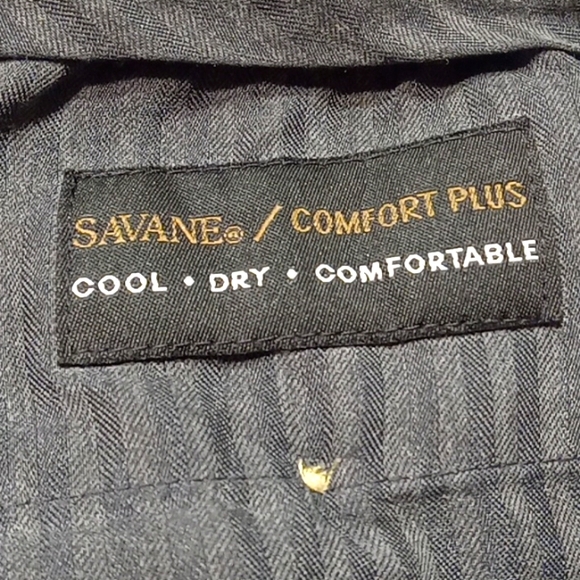 SAVANE® / COMFORT PLUS
COOL • DRY • COMFORTABLE